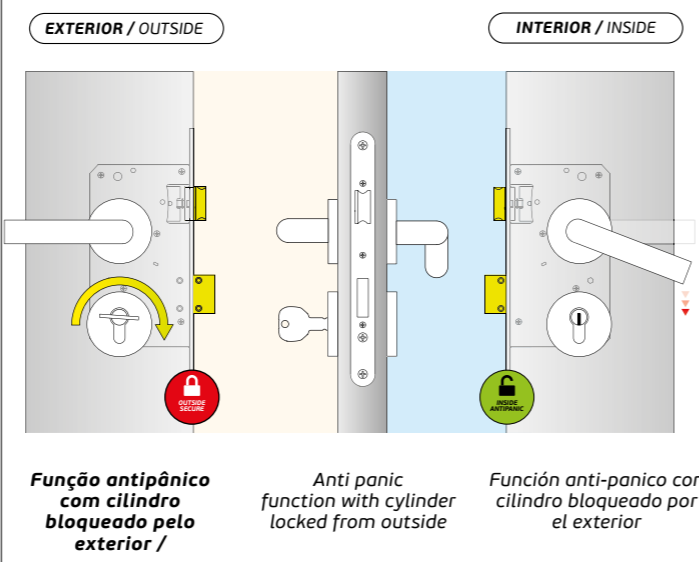 EXTERIOR / OUTSIDE
INTERIOR / INSIDE
OUTSIDE
SECURE
INSIDE
ANTIPANIC
Função antipânico
com cilindro
bloqueado pelo
exterior /
Anti panic
function with cylinder
locked from outside
Función anti-panico con
cilindro bloqueado por
el exterior